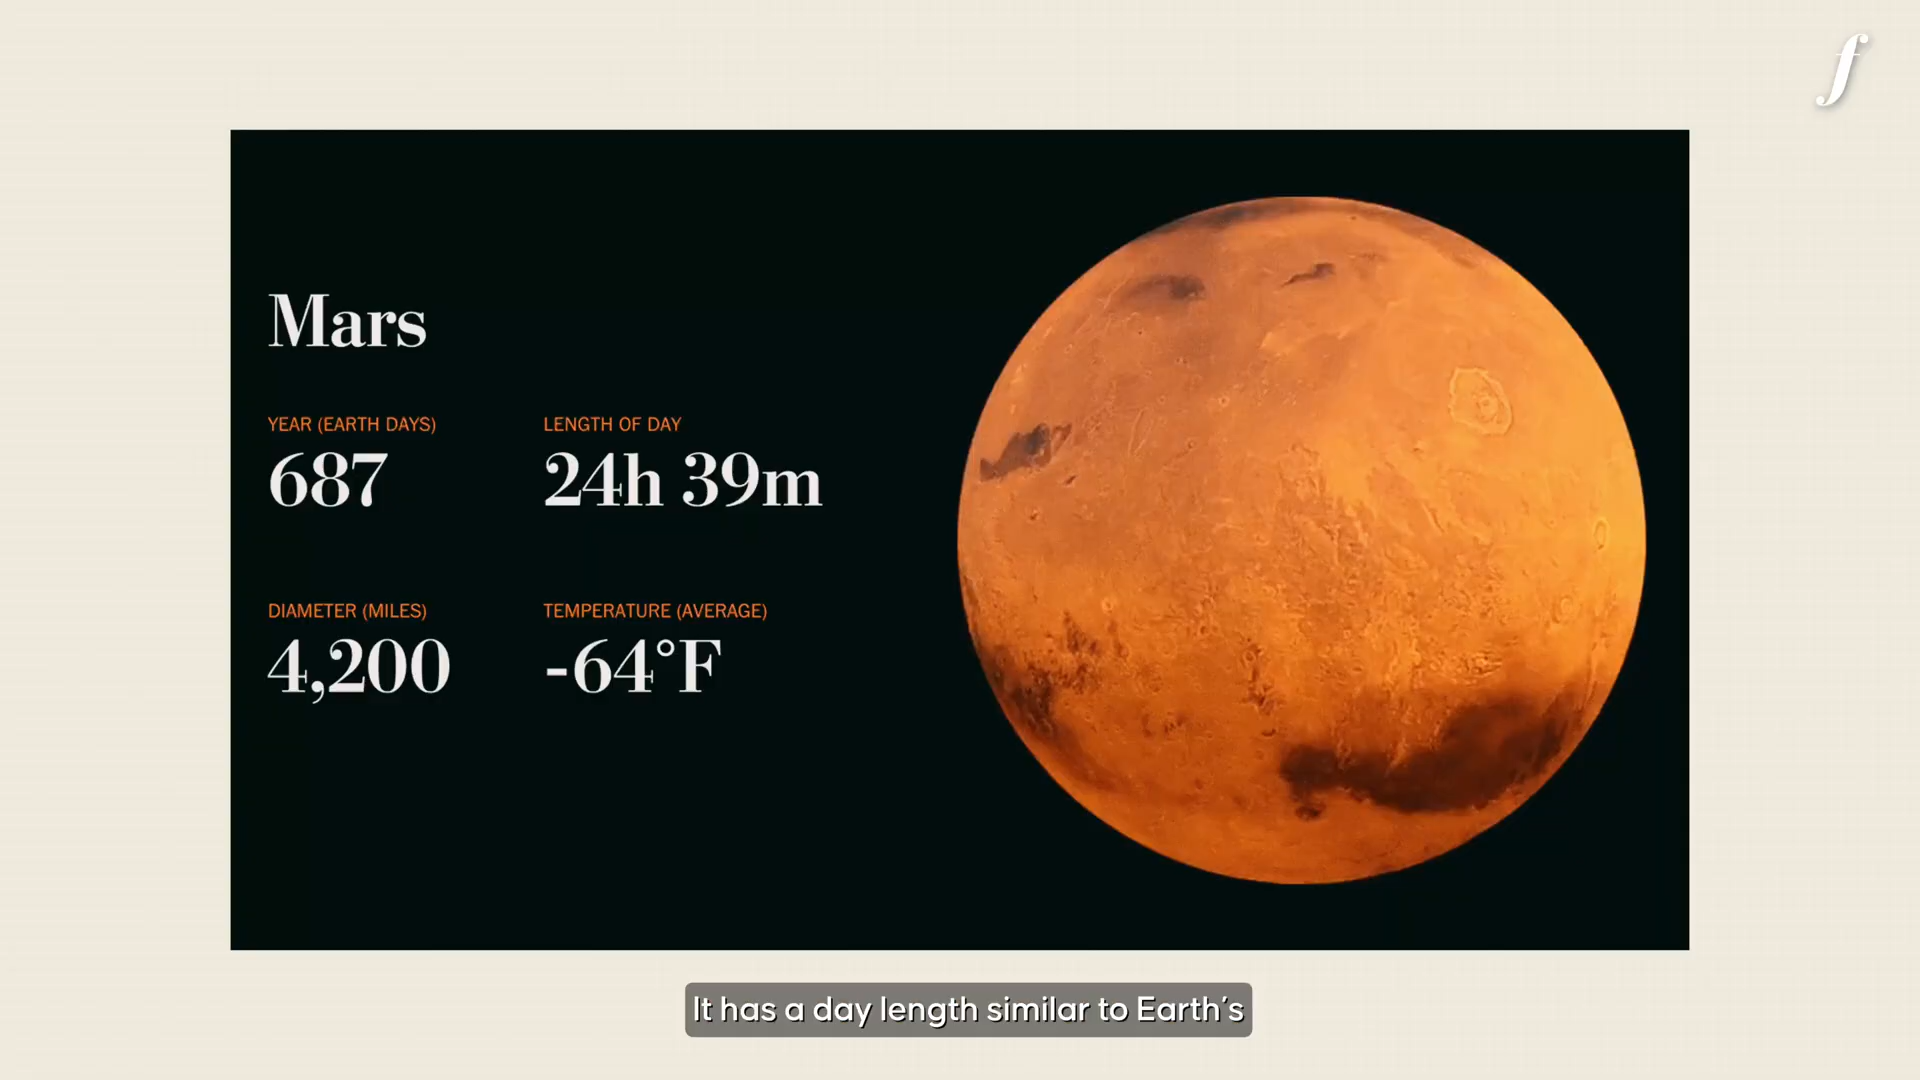 f
Mars
YEAR (EARTH DAYS)
687
LENGTH OF DAY
24h 39m
DIAMETER (MILES)
4,200
TEMPERATURE (AVERAGE)
-64°F
It has a day length similar to Earth's